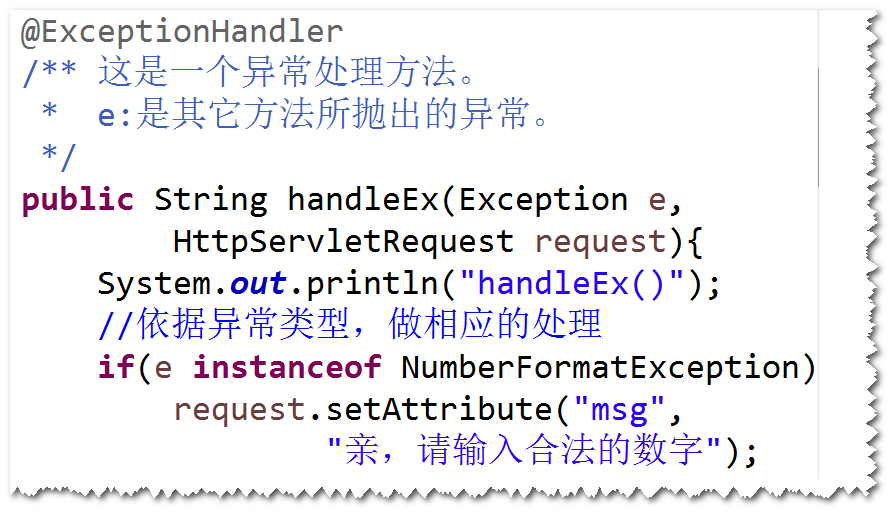 @ExceptionHandler
/** 这是一个异常处理方法。
 *  e:是其它方法所抛出的异常。
 */
public String handleEx(Exception e,
        HttpServletRequest request){
    System.out.println("handleEx()");
    //依据异常类型，做相应的处理
    if(e instanceof NumberFormatException)
        request.setAttribute("msg",
                "亲，请输入合法的数字");